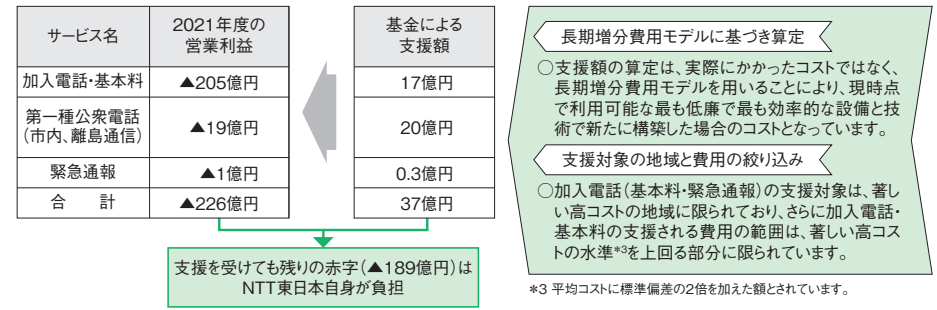 サービス名
2021年度の
営業利益
基金による
支援額
加入電話・基本料
▲205億円
17億円
第一種公衆電話
(市内、離島通信)
▲19億円
20億円
緊急通報
▲1億円
0.3億円
合　計
▲226億円
37億円
支援を受けても残りの赤字(▲189億円)は
NTT東日本自身が負担
長期増分費用モデルに基づき算定
○支援額の算定は、実際にかかったコストではなく、
長期増分費用モデルを用いることにより、現時点
で利用可能な最も低廉で最も効率的な設備と技
術で新たに構築した場合のコストとなっています。
支援対象の地域と費用の絞り込み
○加入電話(基本料・緊急通報)の支援対象は、著し
い高コストの地域に限られており、さらに加入電話・
基本料の支援される費用の範囲は、著しい高コス
トの水準*3を上回る部分に限られています。
*3 平均コストに標準偏差の2倍を加えた額とされています。